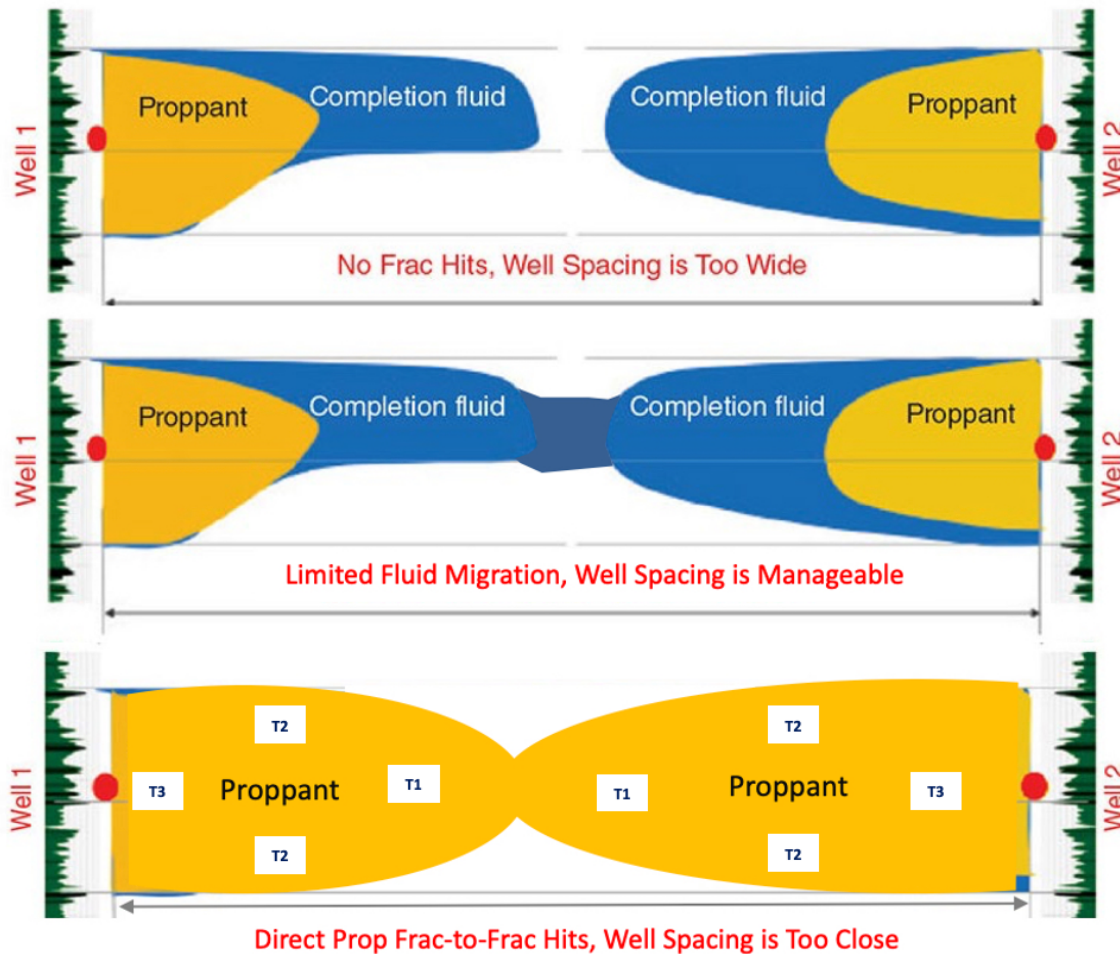 Well 1
Proppant
Completion fluid
Completion fluid
Proppant
Well 2
No Frac Hits, Well Spacing is Too Wide
Well 1
Proppant
Completion fluid
Completion fluid
Proppant
Well 2
Limited Fluid Migration, Well Spacing is Manageable
Well 1
T2
T2
T3
Proppant
T1
T1
Proppant
T3
T2
T2
Well 2
Direct Prop Frac-to-Frac Hits, Well Spacing is Too Close